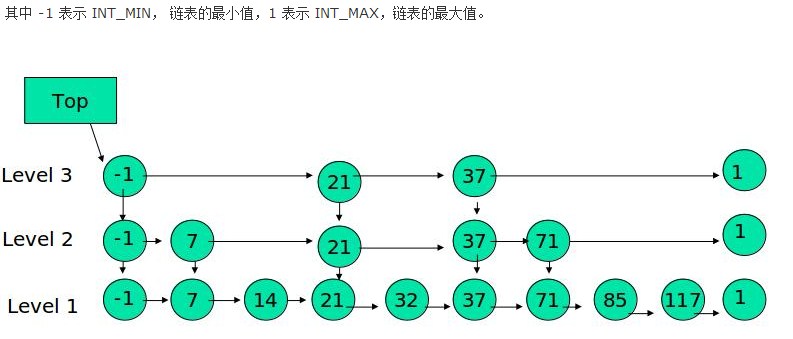 其中 -1 表示 INT_MIN， 链表的最小值，1 表示 INT_MAX，链表的最大值。
Top
Level 3 -1 21 37 1
Level 2 -1 7 21 37 71 1
Level 1 -1 7 14 21 32 37 71 85 117 1